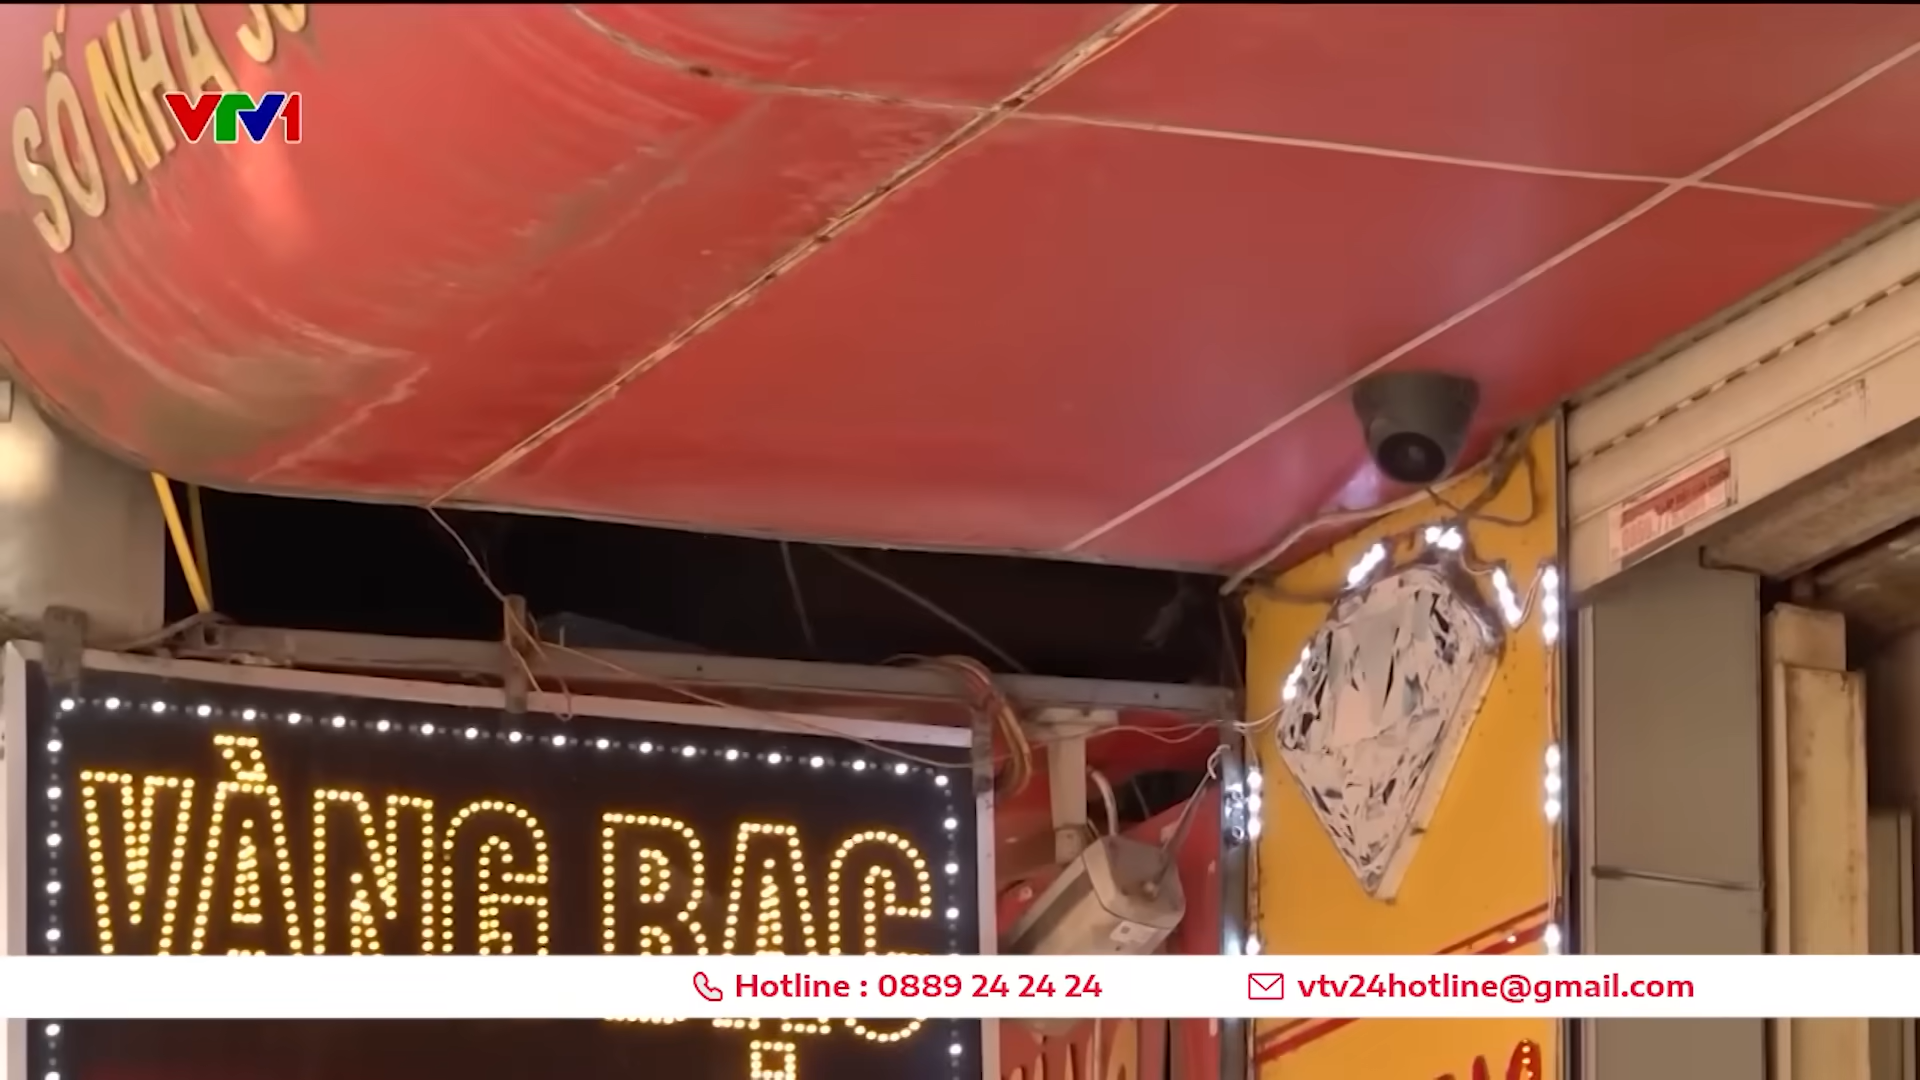 SỐ NHÀ
VTV1
VÀNG BẠC
Hotline : 0889 24 24 24
vtv24hotline@gmail.com